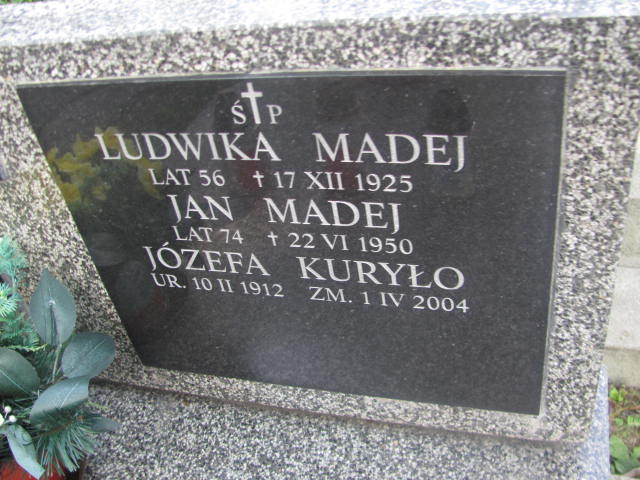 Ś † P
LUDWIKA MADEJ
LAT 56 † 17 XII 1925
JAN MADEJ
LAT 74 † 22 VI 1950
JÓZEFA KURYŁO
UR. 10 II 1912 ZM. 1 IV 2004